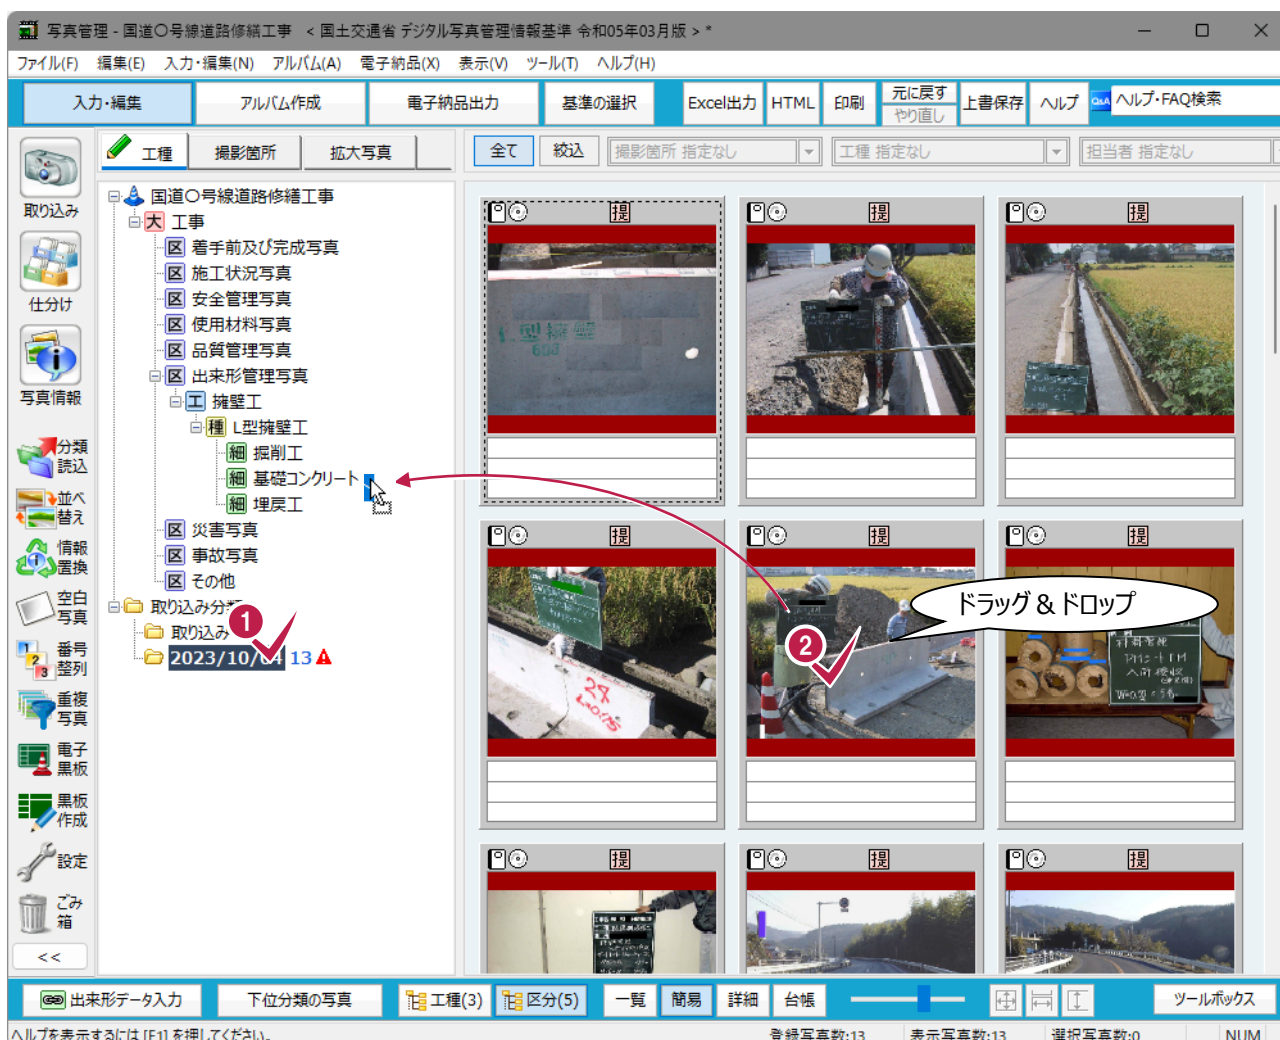 写真管理 - 国道〇号線道路修繕工事 ＜国土交通省 デジタル写真管理情報基準 令和05年03月版＞*
ファイル(F) 編集(E) 入力・編集(N) アルバム(A) 電子納品(X) 表示(V) ツール(T) ヘルプ(H)
入力・編集 アルバム作成 電子納品出力 基準の選択 Excel出力 HTML 印刷 元に戻す やり直し 上書保存 ヘルプ Q&A ヘルプ・FAQ検索
工種 撮影箇所 拡大写真 全て 絞込 撮影箇所 指定なし 工種 指定なし 担当者 指定なし
取り込み
仕分け
写真情報
分類読込
並べ替え
情報置換
空白写真
番号整列
重複写真
電子黒板
黒板作成
設定
ごみ箱
<<
国道〇号線道路修繕工事
大 工事
区 着手前及び完成写真
区 施工状況写真
区 安全管理写真
区 使用材料写真
区 品質管理写真
区 出来形管理写真
工 擁壁工
種 L型擁壁工
細 掘削工
細 基礎コンクリート
細 埋戻工
区 災害写真
区 事故写真
区 その他
取り込み分
取り込み
2023/10/04 13
1
提 提 提
L型擁壁
600
提 提 提
24
L=0.75
2
ドラッグ＆ドロップ
提 提 提
出来形データ入力 下位分類の写真 工種(3) 区分(5) 一覧 簡易 詳細 台帳 ツールボックス
ヘルプを表示するには [F1] を押してください。 登録写真数:13 表示写真数:13 選択写真数:0 NUM